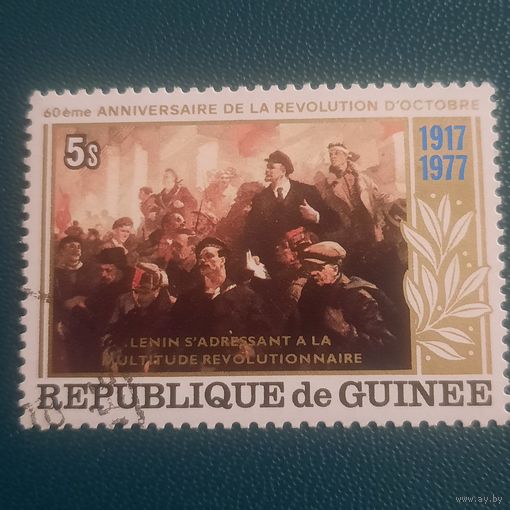 60ème ANNIVERSAIRE DE LA REVOLUTION D'OCTOBRE
5s
1917
1977
LENIN S'ADRESSANT A LA
MULTITUDE REVOLUTIONNAIRE
REPUBLIQUE de GUINEE
www.ay.by